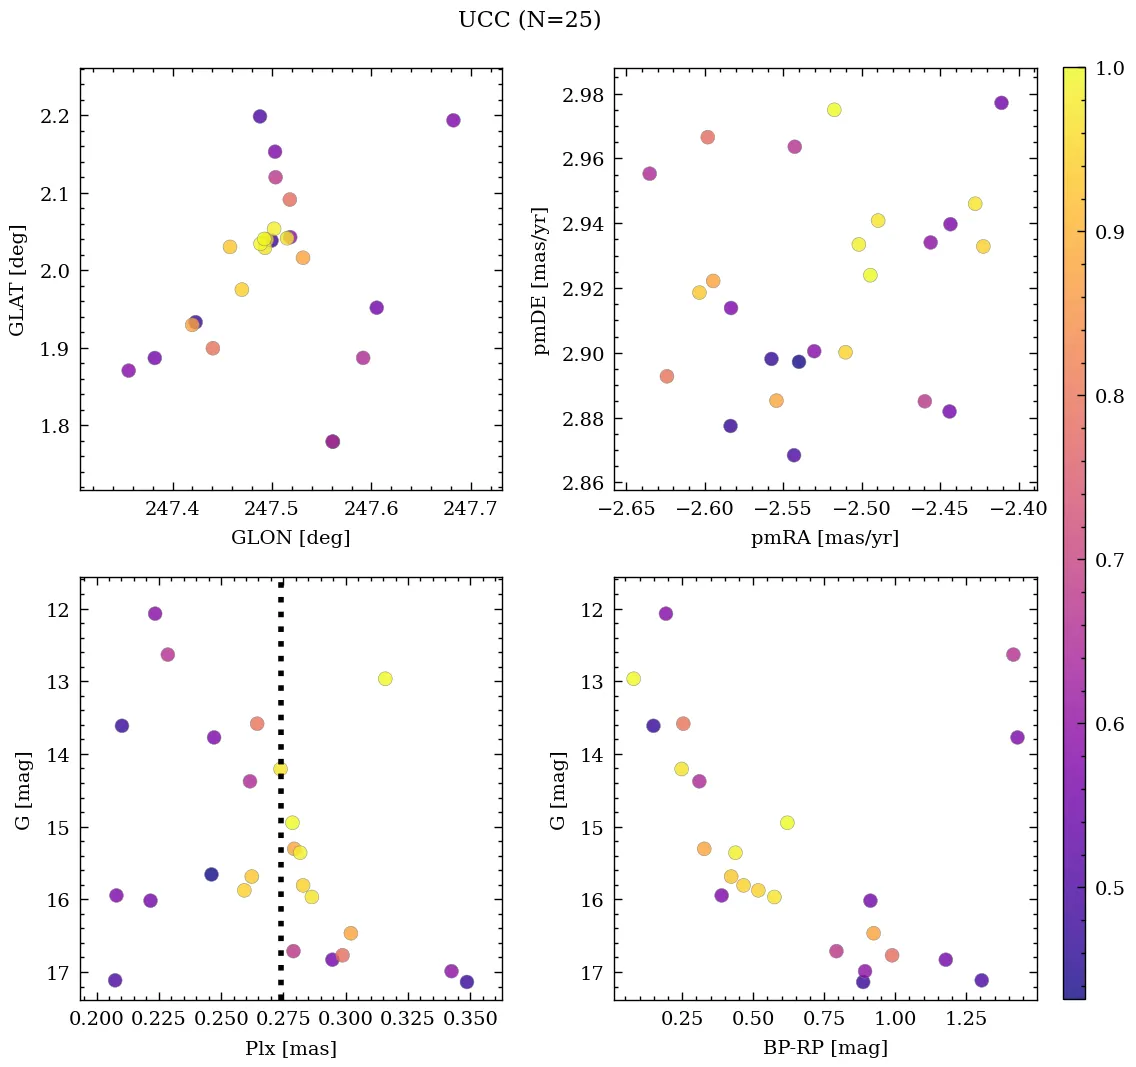 UCC (N=25)
2.2
2.1
2.0
1.9
1.8
GLAT [deg]
247.4 247.5 247.6 247.7
GLON [deg]
2.98
2.96
2.94
2.92
2.90
2.88
2.86
pmDE [mas/yr]
−2.65 −2.60 −2.55 −2.50 −2.45 −2.40
pmRA [mas/yr]
1.0
0.9
0.8
0.7
0.6
0.5
12
13
14
15
16
17
G [mag]
0.200 0.225 0.250 0.275 0.300 0.325 0.350
Plx [mas]
12
13
14
15
16
17
G [mag]
0.25 0.50 0.75 1.00 1.25
BP-RP [mag]